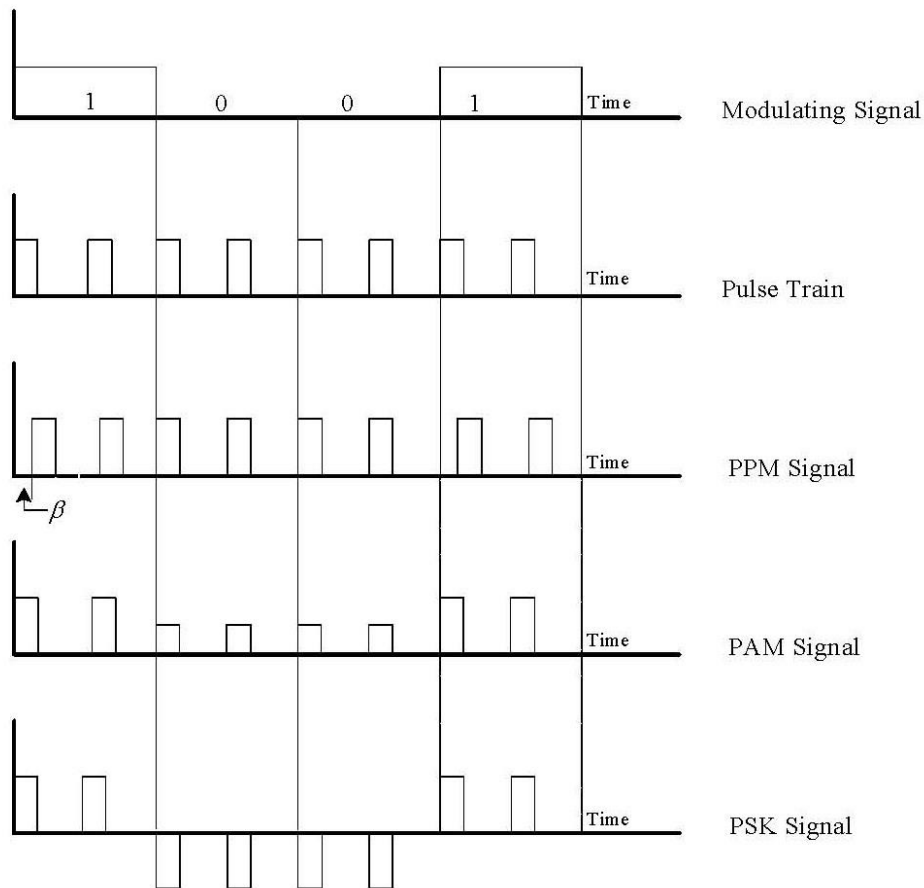 1 0 0 1 Time Modulating Signal
Time Pulse Train
Time PPM Signal
β
Time PAM Signal
Time PSK Signal